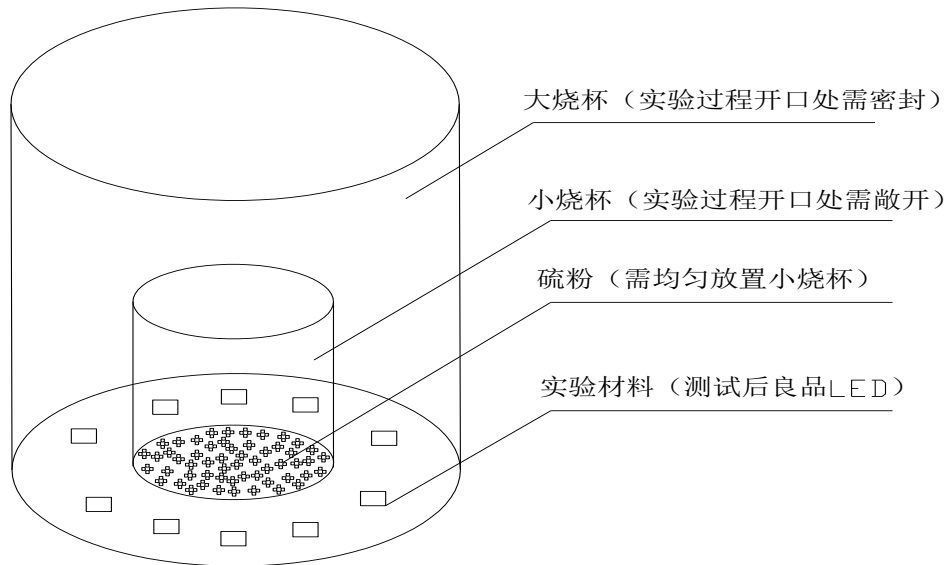 大烧杯（实验过程开口处需密封）
小烧杯（实验过程开口处需敞开）
硫粉（需均匀放置小烧杯）
实验材料（测试后良品LED）